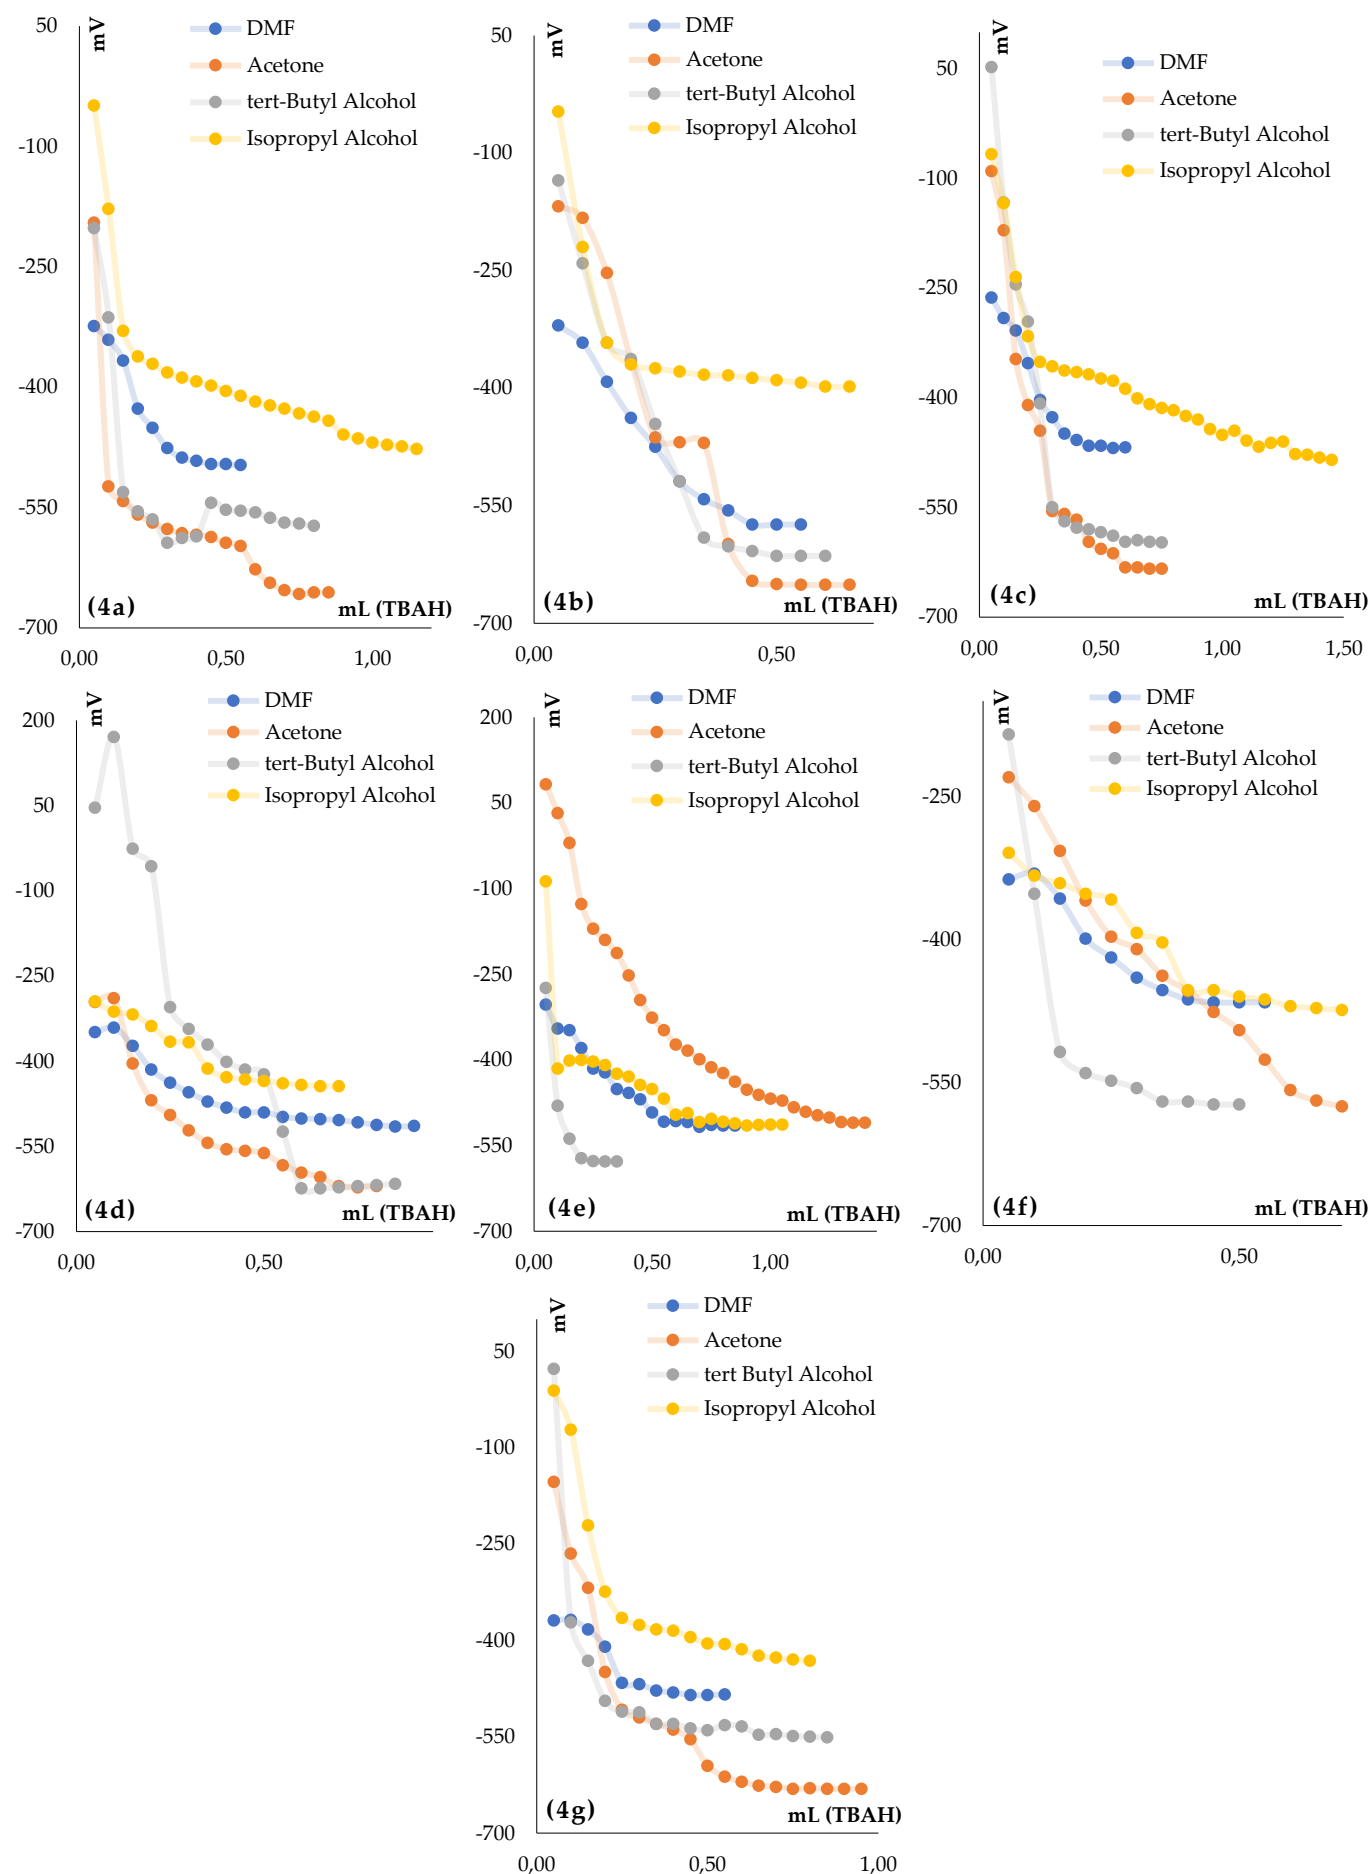 50
-100
-250
-400
-550
-700
mV
DMF
Acetone
tert-Butyl Alcohol
Isopropyl Alcohol
(4a)
mL (TBAH)
0,00 0,50 1,00
50
-100
-250
-400
-550
-700
mV
DMF
Acetone
tert-Butyl Alcohol
Isopropyl Alcohol
(4b)
mL (TBAH)
0,00 0,50
50
-100
-250
-400
-550
-700
mV
DMF
Acetone
tert-Butyl Alcohol
Isopropyl Alcohol
(4c)
mL (TBAH)
0,00 0,50 1,00 1,50
200
50
-100
-250
-400
-550
-700
mV
DMF
Acetone
tert-Butyl Alcohol
Isopropyl Alcohol
(4d)
mL (TBAH)
0,00 0,50
200
50
-100
-250
-400
-550
-700
mV
DMF
Acetone
tert-Butyl Alcohol
Isopropyl Alcohol
(4e)
mL (TBAH)
0,00 0,50 1,00
-250
-400
-550
-700
mV
DMF
Acetone
tert-Butyl Alcohol
Isopropyl Alcohol
(4f)
mL (TBAH)
0,00 0,50
50
-100
-250
-400
-550
-700
mV
DMF
Acetone
tert Butyl Alcohol
Isopropyl Alcohol
(4g)
mL (TBAH)
0,00 0,50 1,00